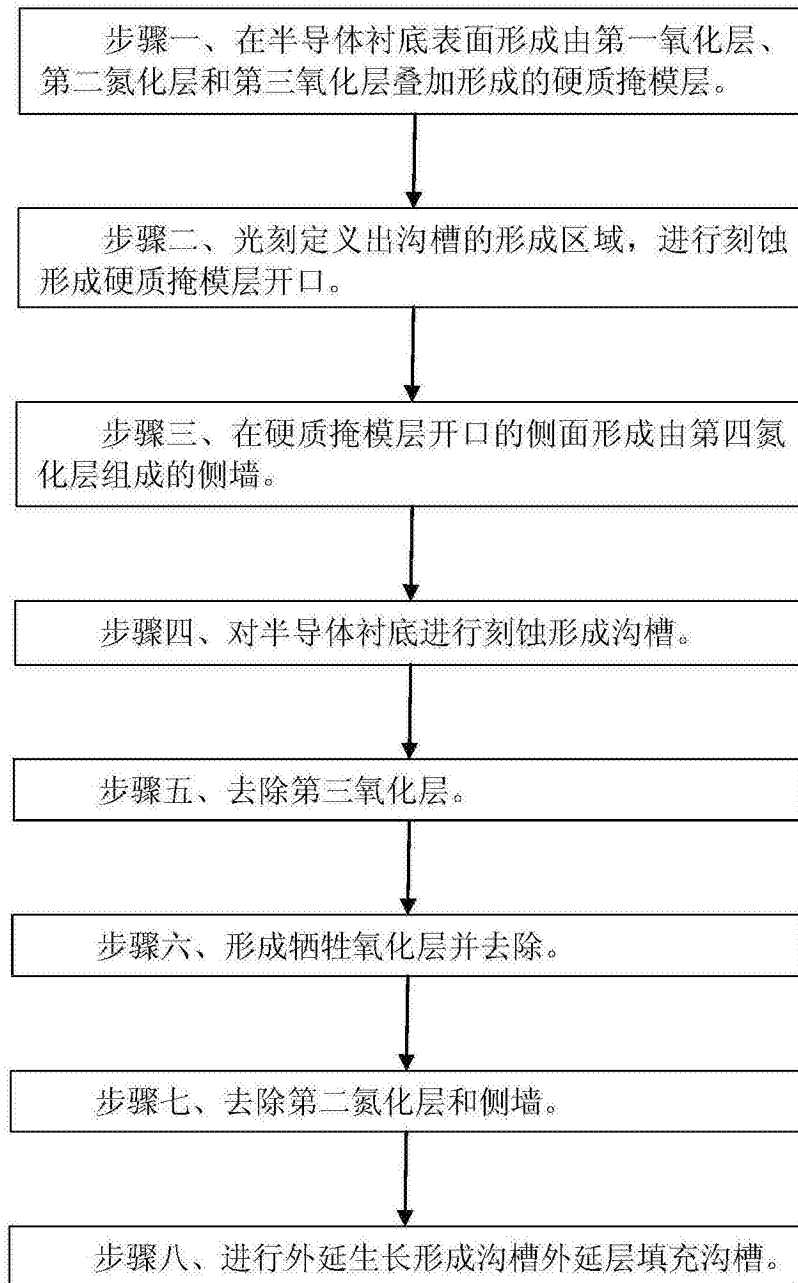 步骤一、在半导体衬底表面形成由第一氧化层、
第二氮化层和第三氧化层叠加形成的硬质掩模层。
步骤二、光刻定义出沟槽的形成区域，进行刻蚀
形成硬质掩模层开口。
步骤三、在硬质掩模层开口的侧面形成由第四氮
化层组成的侧墙。
步骤四、对半导体衬底进行刻蚀形成沟槽。
步骤五、去除第三氧化层。
步骤六、形成牺牲氧化层并去除。
步骤七、去除第二氮化层和侧墙。
步骤八、进行外延生长形成沟槽外延层填充沟槽。